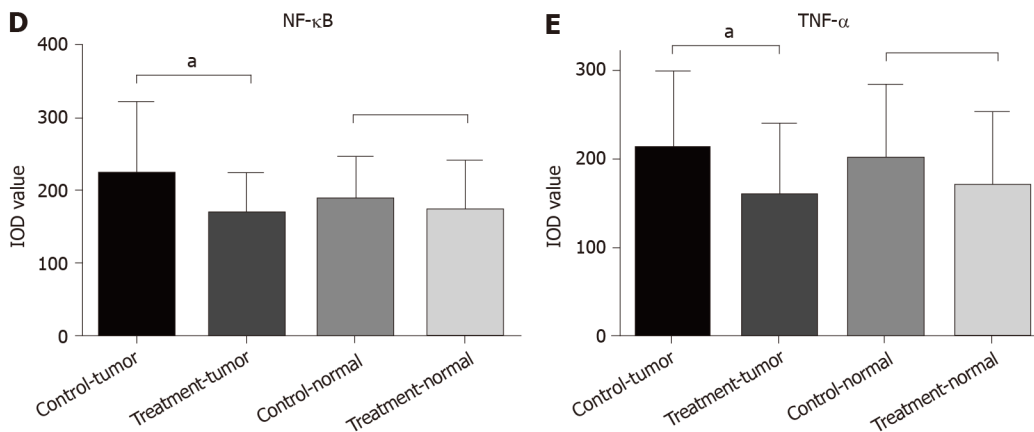 D
NF-κB
400
300
200
100
0
IOD value
a
Control-tumor
Treatment-tumor
Control-normal
Treatment-normal
E
TNF-α
300
200
100
0
IOD value
a
Control-tumor
Treatment-tumor
Control-normal
Treatment-normal